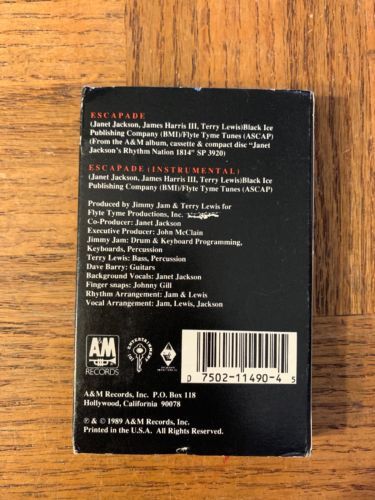 ESCAPADE
(Janet Jackson, James Harris III, Terry Lewis)Black Ice
Publishing Company (BMI)/Flyte Tyme Tunes (ASCAP)
(From the A&M album, cassette & compact disc "Janet
Jackson's Rhythm Nation 1814" SP 3920)
ESCAPADE (INSTRUMENTAL)
(Janet Jackson, James Harris III, Terry Lewis)Black Ice
Publishing Company (BMI)/Flyte Tyme Tunes (ASCAP)
Produced by Jimmy Jam & Terry Lewis for
Flyte Tyme Productions, Inc.
Co-Producer: Janet Jackson
Executive Producer: John McClain
Jimmy Jam: Drum & Keyboard Programming,
Keyboards, Percussion
Terry Lewis: Bass, Percussion
Dave Barry: Guitars
Background Vocals: Janet Jackson
Finger snaps: Johnny Gill
Rhythm Arrangement: Jam & Lewis
Vocal Arrangement: Jam, Lewis, Jackson
A&M
RECORDS
ENTERTAINMENT
0 7502-11490-4 5
A&M Records, Inc. P.O. Box 118
Hollywood, California 90078
℗ & © 1989 A&M Records, Inc.
Printed in the U.S.A. All Rights Reserved.